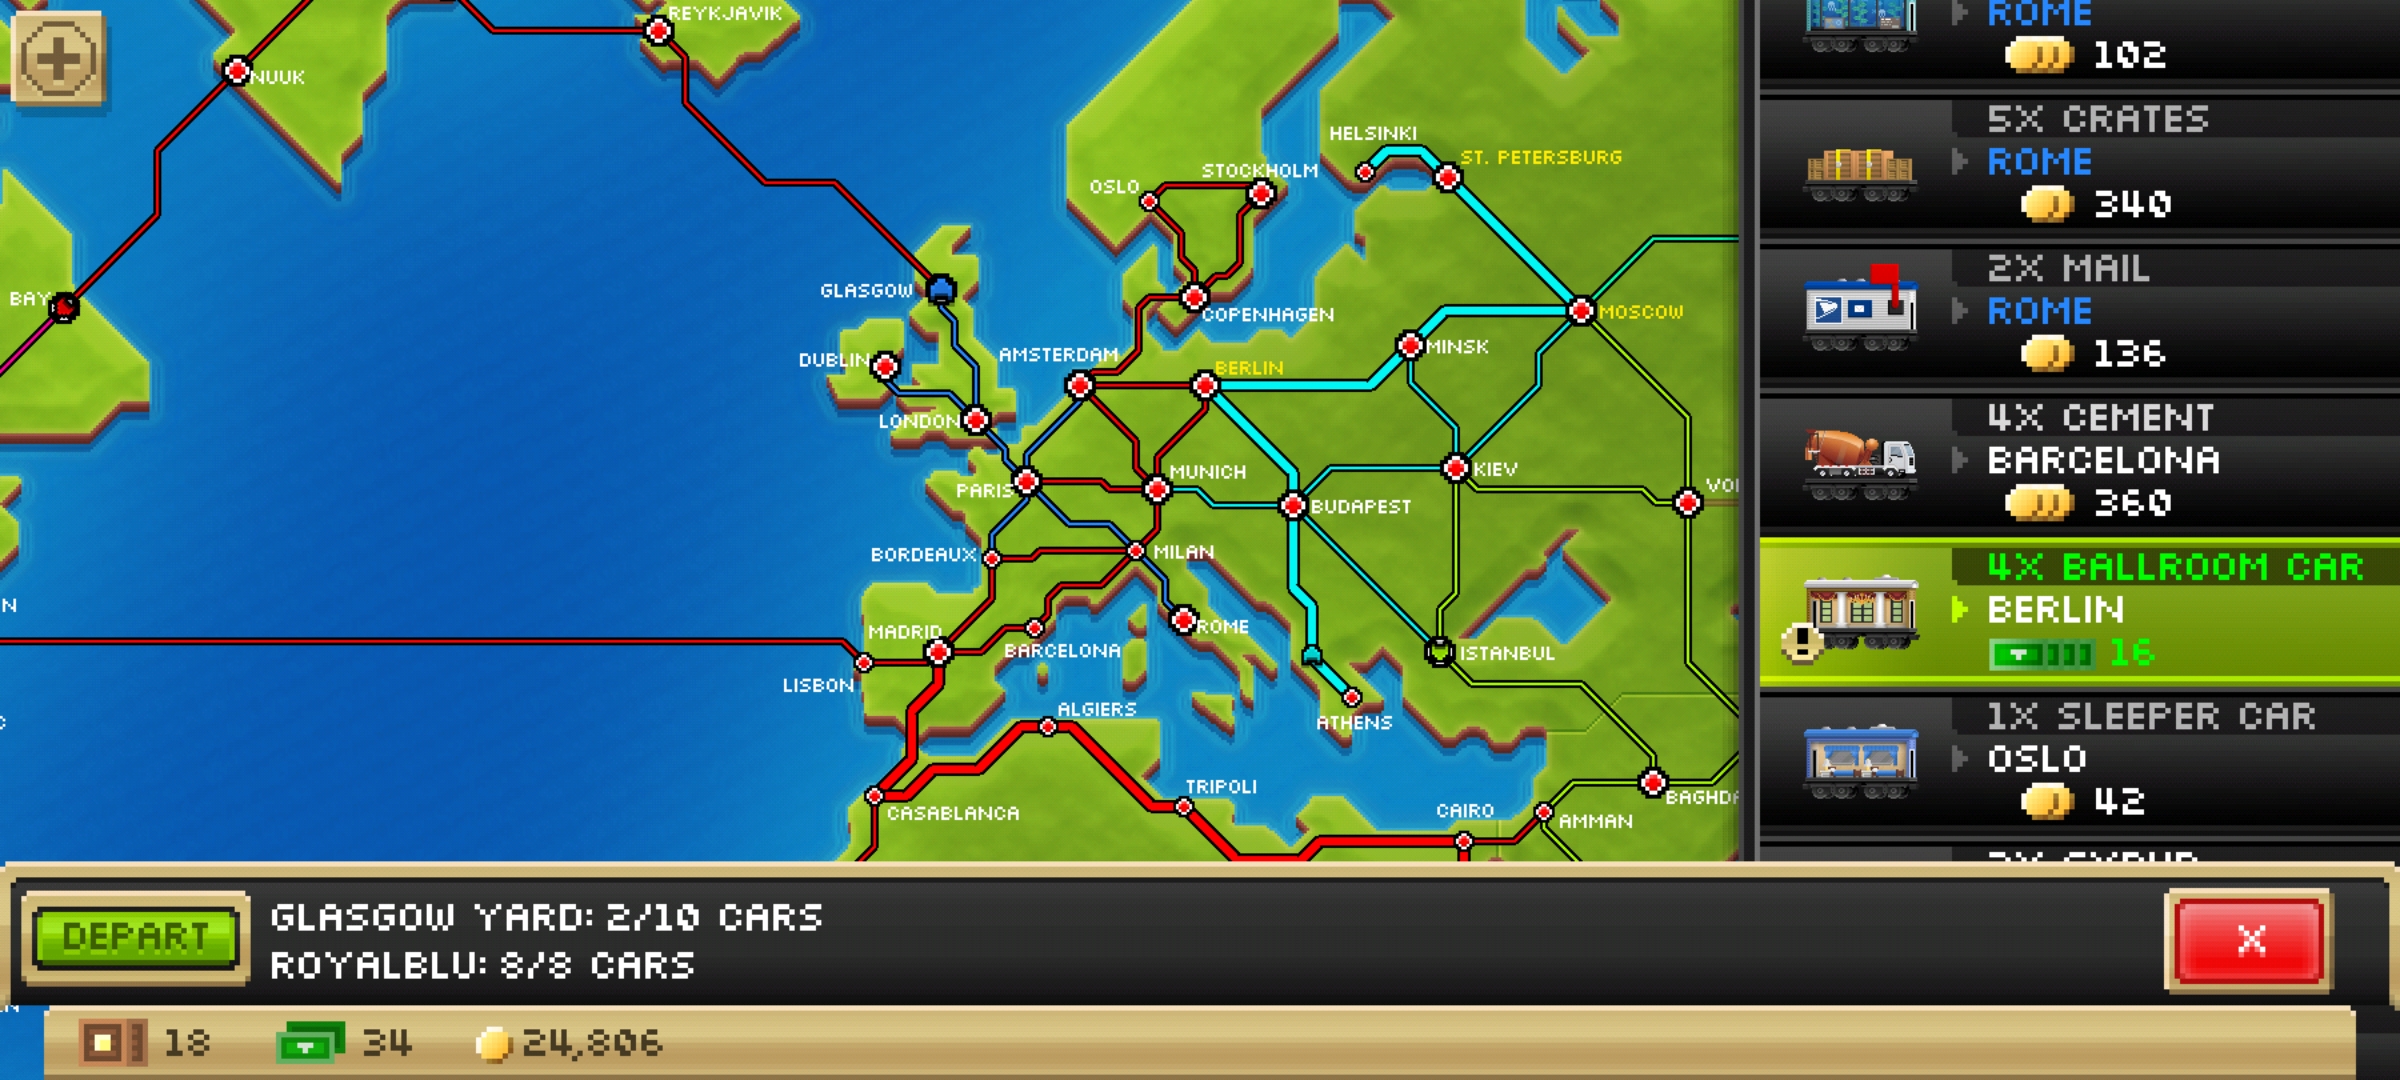 REYKJAVIK
NUUK
HELSINKI
ST. PETERSBURG
STOCKHOLM
OSLO
GLASGOW
BAY
COPENHAGEN
MOSCOW
MINSK
AMSTERDAM
DUBLIN
BERLIN
LONDON
MUNICH
KIEV
PARIS
BUDAPEST
BORDEAUX
MILAN
N
ROME
MADRID
BARCELONA
ISTANBUL
LISBON
ATHENS
ALGIERS
TRIPOLI
CASABLANCA
CAIRO
AMMAN
ROME
102
5X CRATES
ROME
340
2X MAIL
ROME
136
4X CEMENT
BARCELONA
360
4X BALLROOM CAR
BERLIN
16
1X SLEEPER CAR
OSLO
42
DEPART
GLASGOW YARD: 2/10 CARS
ROYALBLU: 8/8 CARS
X
18
34
24,806